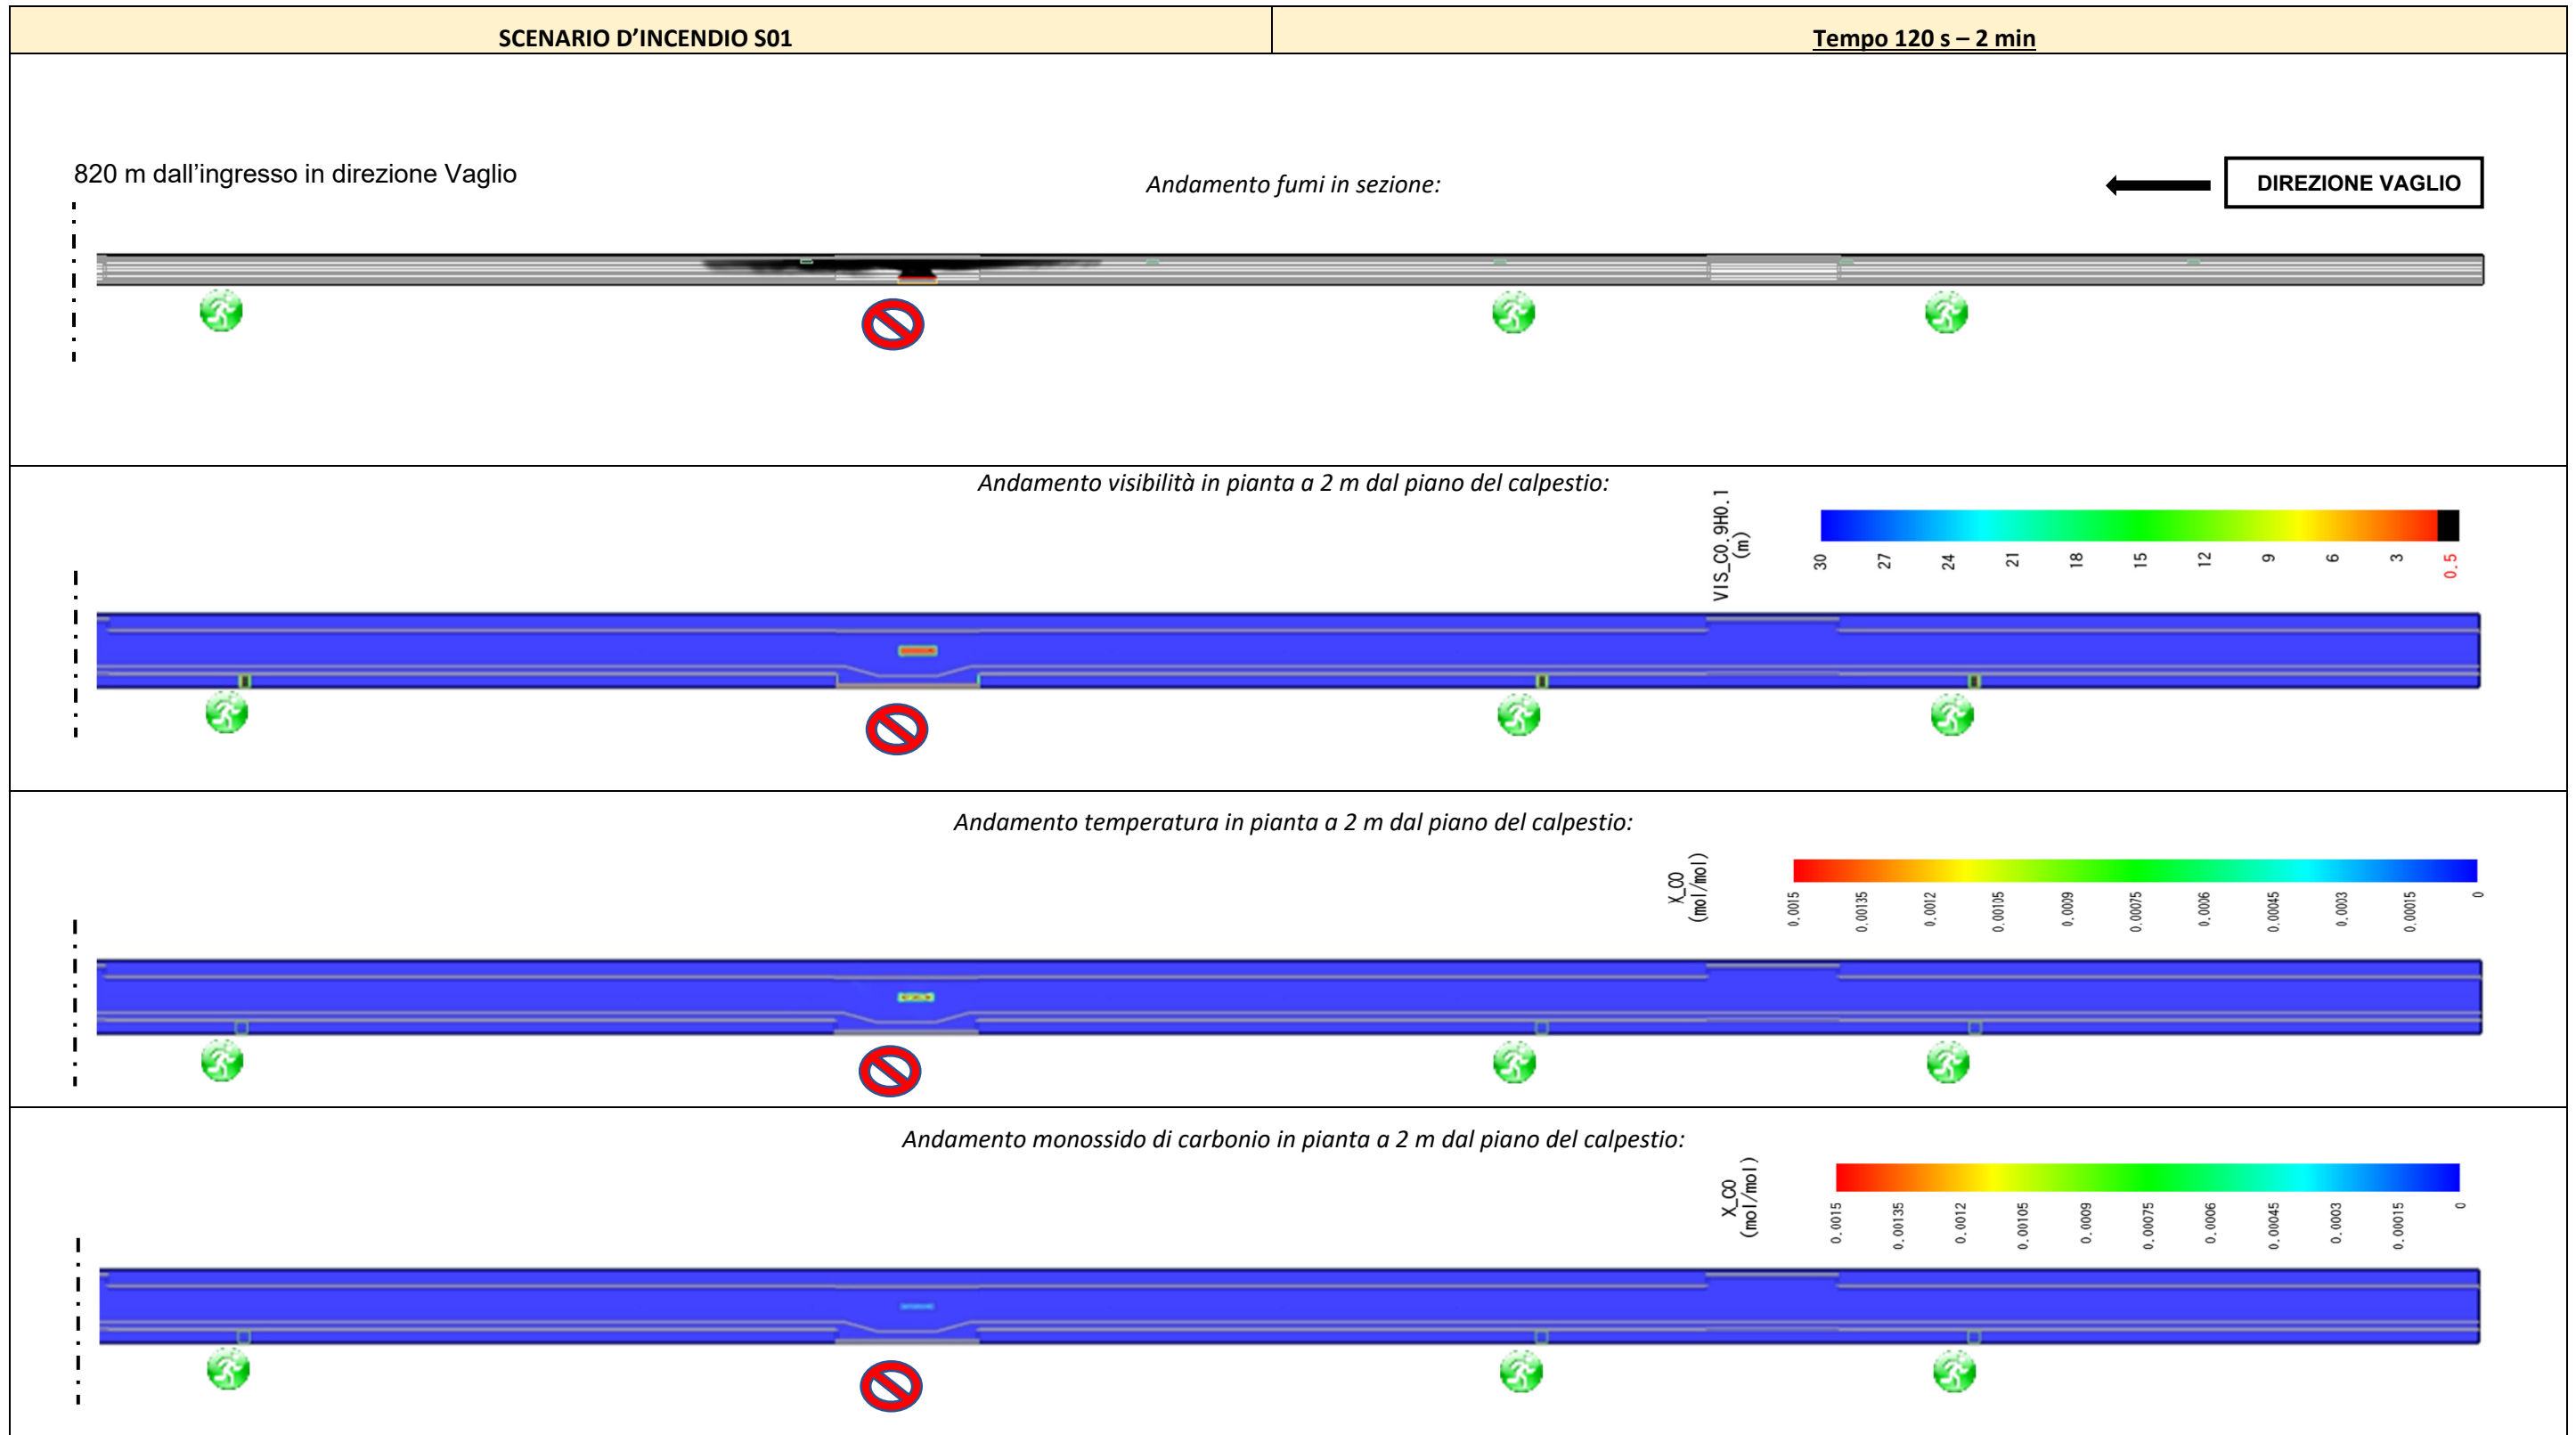 SCENARIO D'INCENDIO S01
Tempo 120 s – 2 min
820 m dall'ingresso in direzione Vaglio
Andamento fumi in sezione:
DIREZIONE VAGLIO
Andamento visibilità in pianta a 2 m dal piano del calpestio:
VIS_C0.9H0.1
(m)
30
27
24
21
18
15
12
9
6
3
0.5
Andamento temperatura in pianta a 2 m dal piano del calpestio:
X_CO
(mol/mol)
0.0015
0.00135
0.0012
0.00105
0.0009
0.00075
0.0006
0.00045
0.0003
0.00015
0
Andamento monossido di carbonio in pianta a 2 m dal piano del calpestio:
X_CO
(mol/mol)
0.0015
0.00135
0.0012
0.00105
0.0009
0.00075
0.0006
0.00045
0.0003
0.00015
0